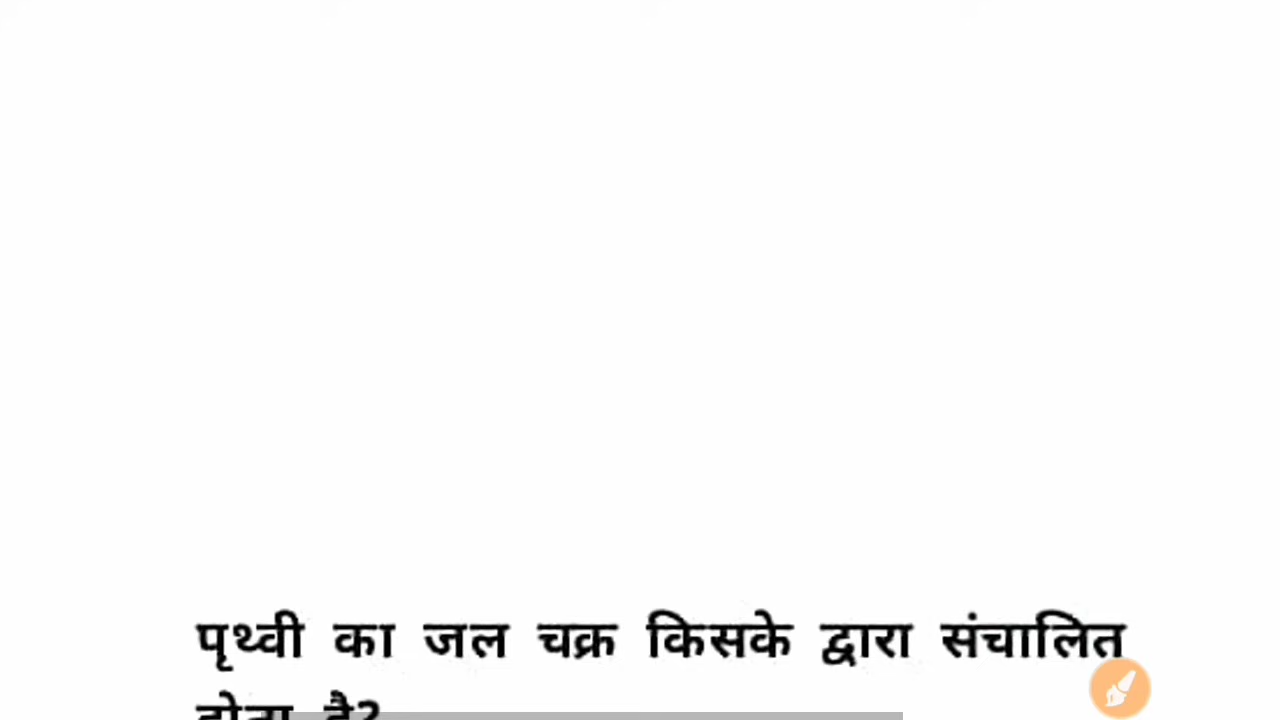 पृथ्वी का जल चक्र किसके द्वारा संचालित
होता है?